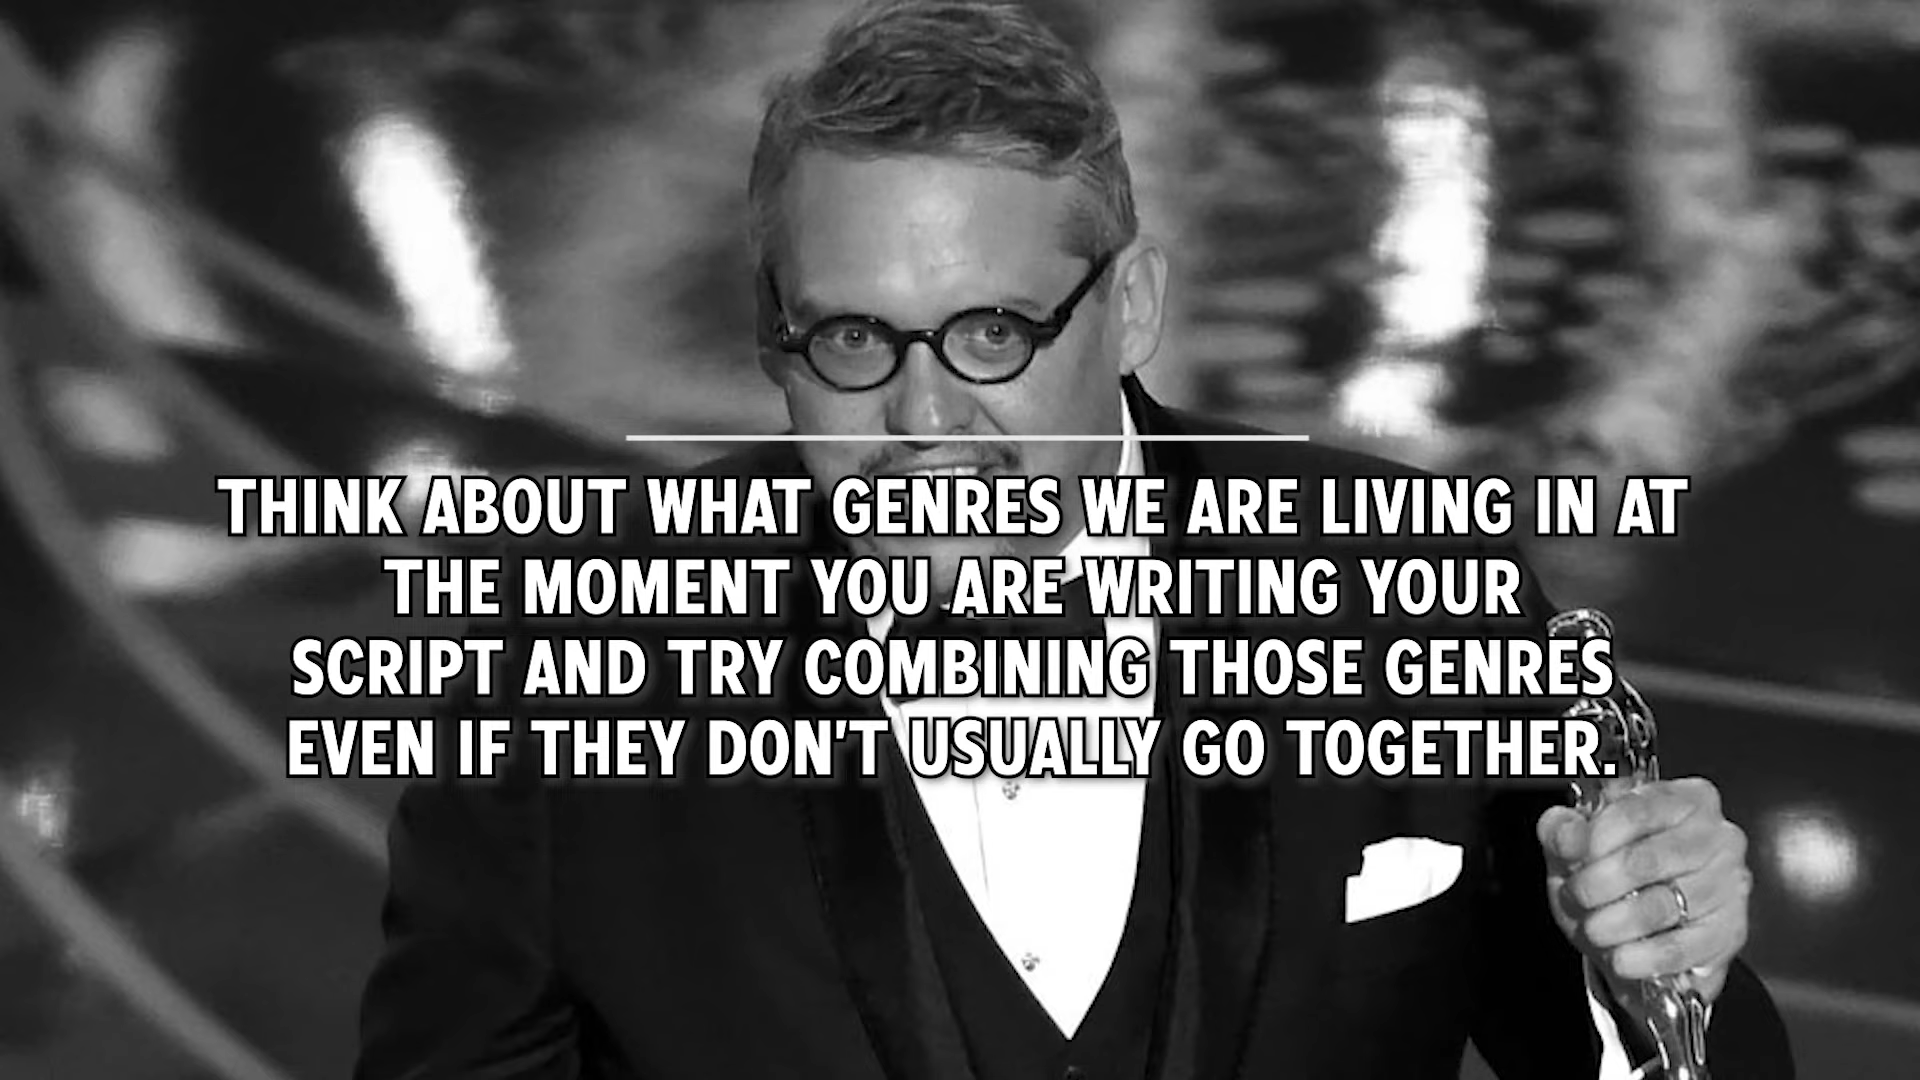 THINK ABOUT WHAT GENRES WE ARE LIVING IN AT
THE MOMENT YOU ARE WRITING YOUR
SCRIPT AND TRY COMBINING THOSE GENRES
EVEN IF THEY DON'T USUALLY GO TOGETHER.